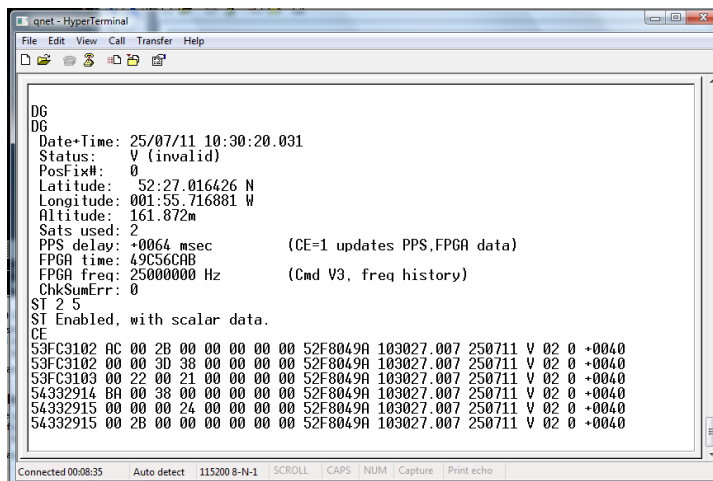 qnet - HyperTerminal
File Edit View Call Transfer Help
DG
DG
Date+Time: 25/07/11 10:30:20.031
Status: V (invalid)
PosFix#: 0
Latitude: 52:27.016426 N
Longitude: 001:55.716881 W
Altitude: 161.872m
Sats used: 2
PPS delay: +0064 msec (CE=1 updates PPS,FPGA data)
FPGA time: 49C56CAB
FPGA freq: 25000000 Hz (Cmd V3, freq history)
ChkSumErr: 0
ST 2 5
ST Enabled, with scalar data.
CE
53FC3102 AC 00 2B 00 00 00 00 00 52F8049A 103027.007 250711 V 02 0 +0040
53FC3102 00 00 3D 38 00 00 00 00 52F8049A 103027.007 250711 V 02 0 +0040
53FC3103 00 22 00 21 00 00 00 00 52F8049A 103027.007 250711 V 02 0 +0040
54332914 BA 00 38 00 00 00 00 00 52F8049A 103027.007 250711 V 02 0 +0040
54332915 00 00 00 24 00 00 00 00 52F8049A 103027.007 250711 V 02 0 +0040
54332915 00 2B 00 00 00 00 00 00 52F8049A 103027.007 250711 V 02 0 +0040
Connected 00:08:35 Auto detect 115200 8-N-1 SCROLL CAPS NUM Capture Print echo